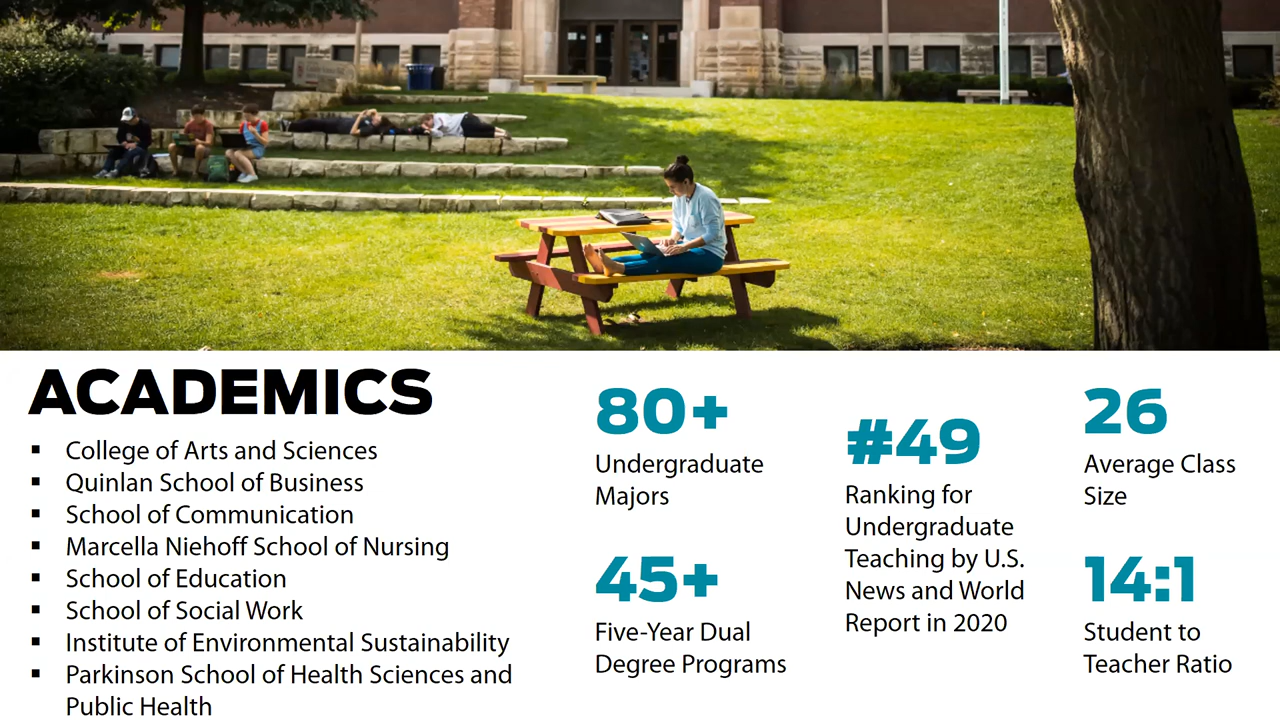 ACADEMICS
▪ College of Arts and Sciences
▪ Quinlan School of Business
▪ School of Communication
▪ Marcella Niehoff School of Nursing
▪ School of Education
▪ School of Social Work
▪ Institute of Environmental Sustainability
▪ Parkinson School of Health Sciences and
Public Health
80+
Undergraduate
Majors
45+
Five-Year Dual
Degree Programs
#49
Ranking for
Undergraduate
Teaching by U.S.
News and World
Report in 2020
26
Average Class
Size
14:1
Student to
Teacher Ratio